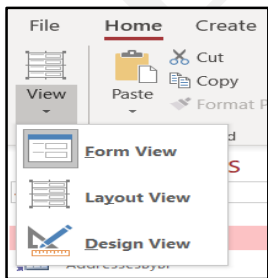 File Home Create
View
Paste
Cut
Copy
Format P
d
Form View
S
Layout View
Design View